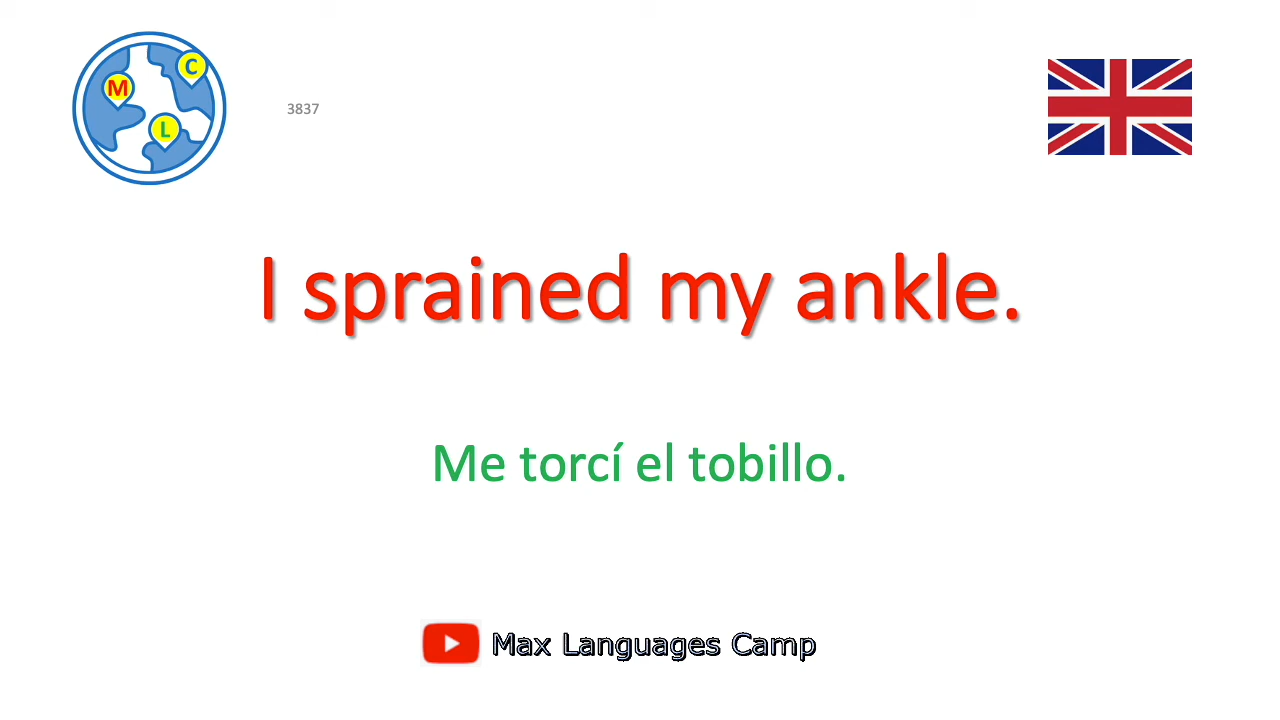 C
M
L
3837
I sprained my ankle.
Me torcí el tobillo.
Max Languages Camp